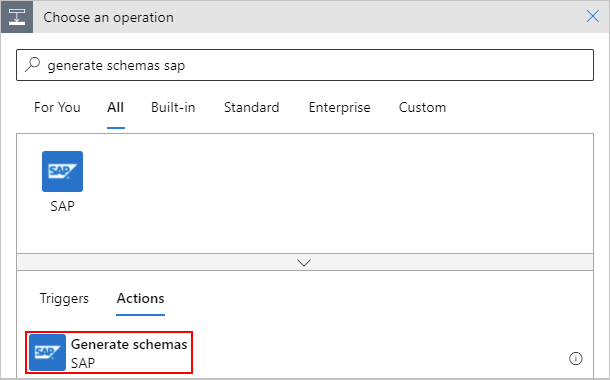 Choose an operation
generate schemas sap
For You All Built-in Standard Enterprise Custom
SAP
SAP
Triggers Actions
SAP Generate schemas
SAP